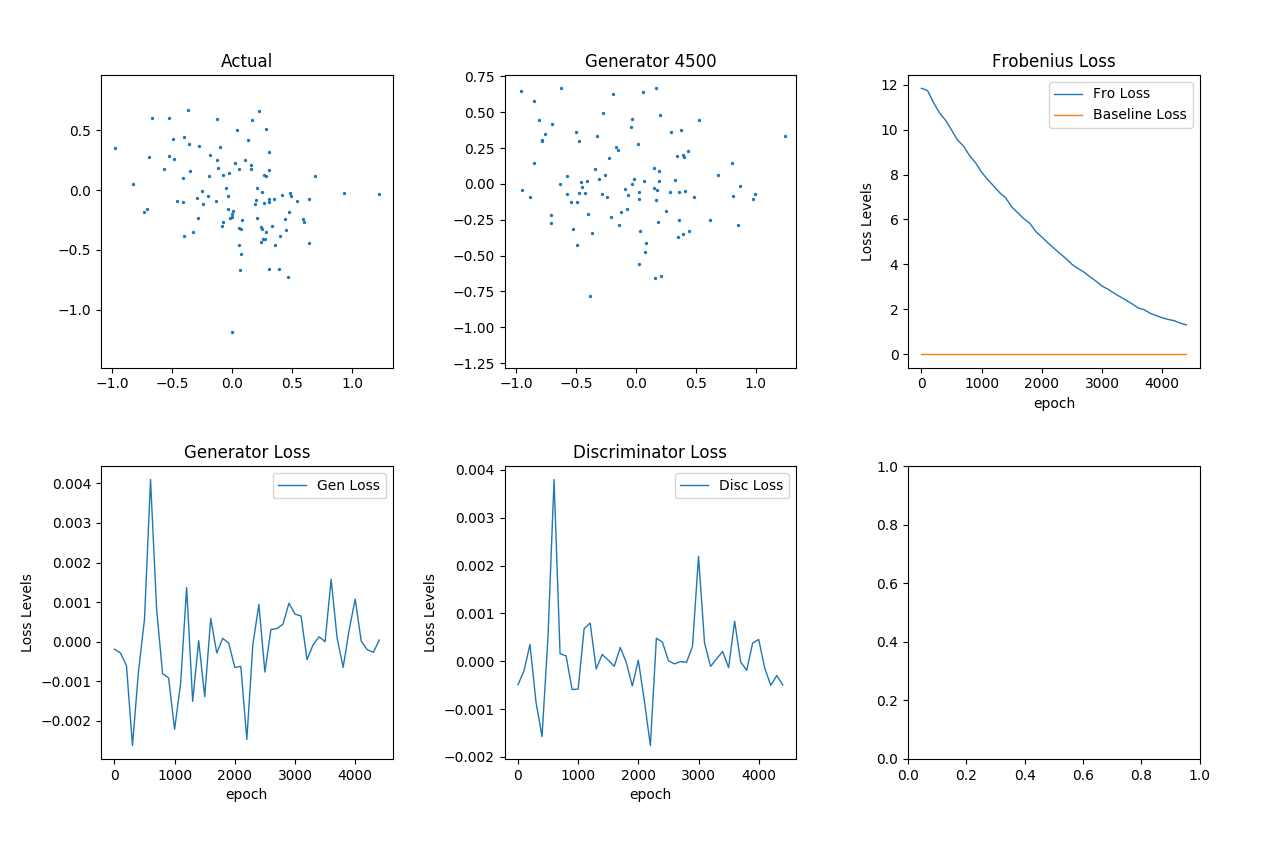 Actual
0.5
0.0
−0.5
−1.0
−1.0 −0.5 0.0 0.5 1.0
Generator 4500
0.75
0.50
0.25
0.00
−0.25
−0.50
−0.75
−1.00
−1.25
−1.0 −0.5 0.0 0.5 1.0
Frobenius Loss
Fro Loss
Baseline Loss
Loss Levels
12
10
8
6
4
2
0
0 1000 2000 3000 4000
epoch
Generator Loss
Gen Loss
Loss Levels
0.004
0.003
0.002
0.001
0.000
−0.001
−0.002
0 1000 2000 3000 4000
epoch
Discriminator Loss
Disc Loss
Loss Levels
0.004
0.003
0.002
0.001
0.000
−0.001
−0.002
0 1000 2000 3000 4000
epoch
1.0
0.8
0.6
0.4
0.2
0.0
0.0 0.2 0.4 0.6 0.8 1.0